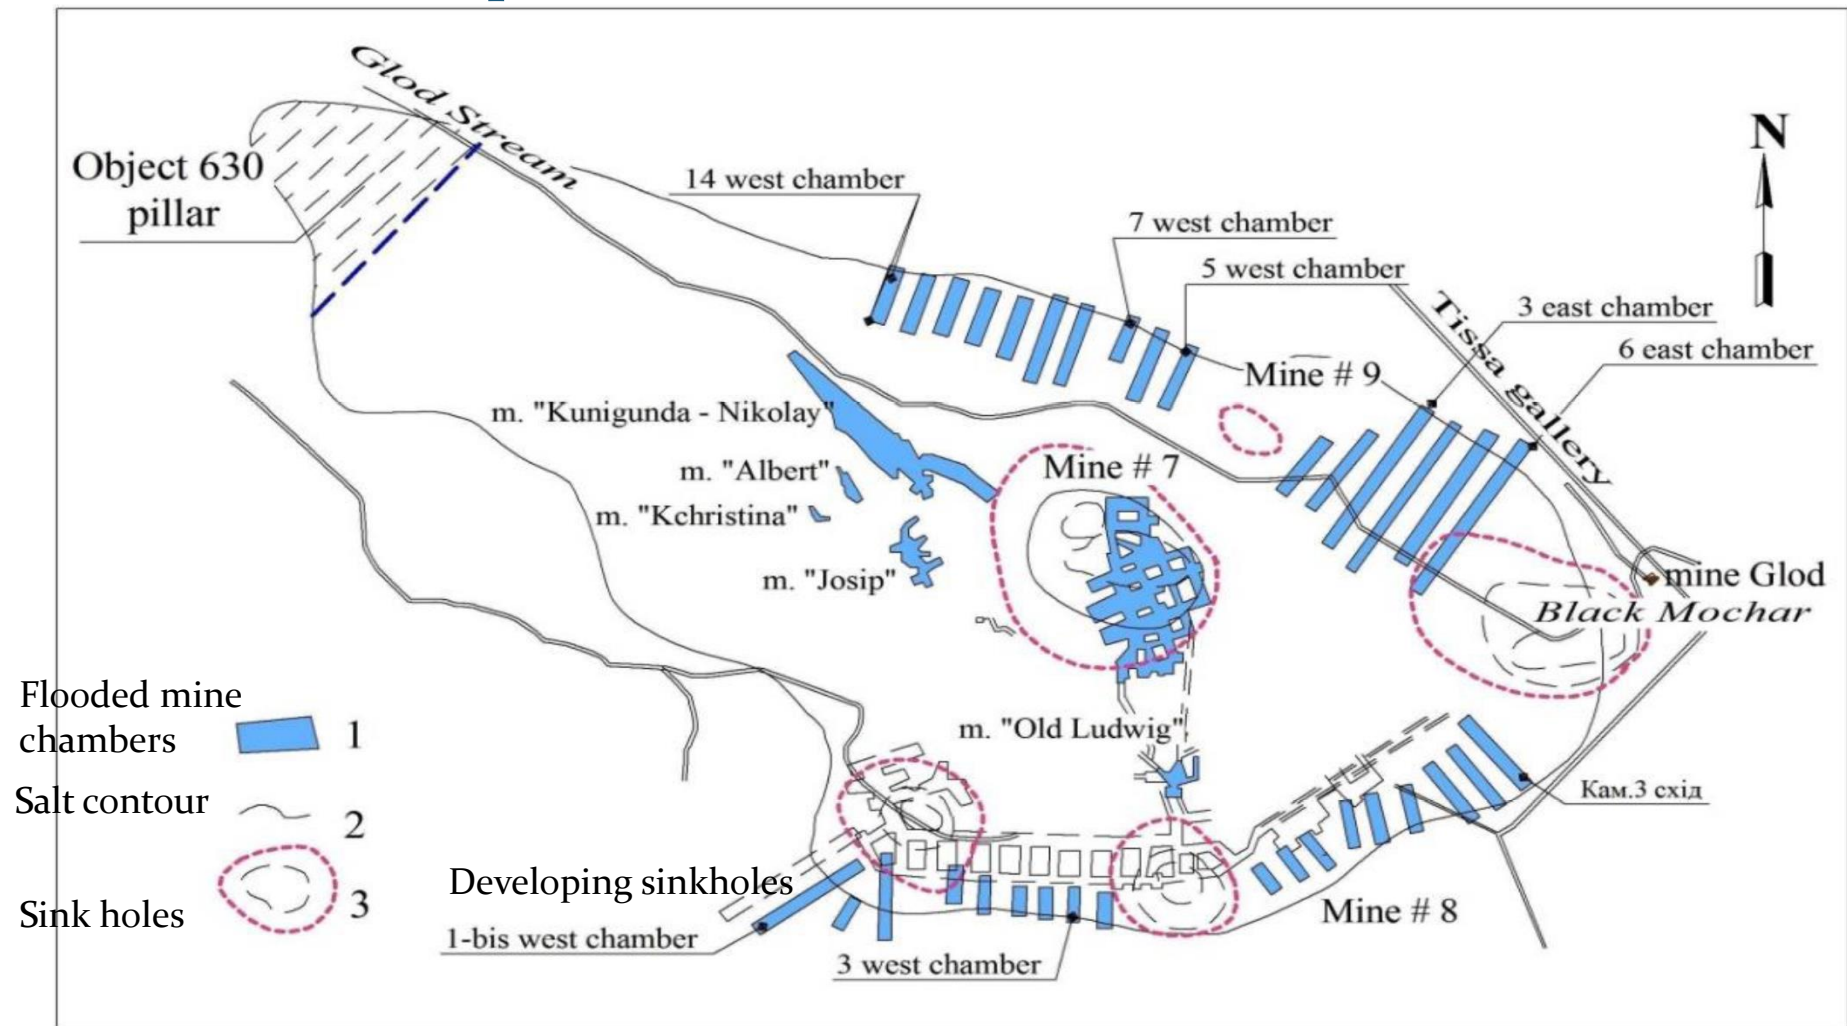 Glod Stream
N
Object 630
pillar
14 west chamber
7 west chamber
5 west chamber
Tissa gallery
3 east chamber
6 east chamber
Mine # 9
m. "Kunigunda - Nikolay"
Mine # 7
m. "Albert"
m. "Kchristina"
m. "Josip"
mine Glod
Black Mochar
Flooded mine
chambers
1
m. "Old Ludwig"
Salt contour
2
Кам.3 схід
Developing sinkholes
Sink holes
3
Mine # 8
1-bis west chamber
3 west chamber